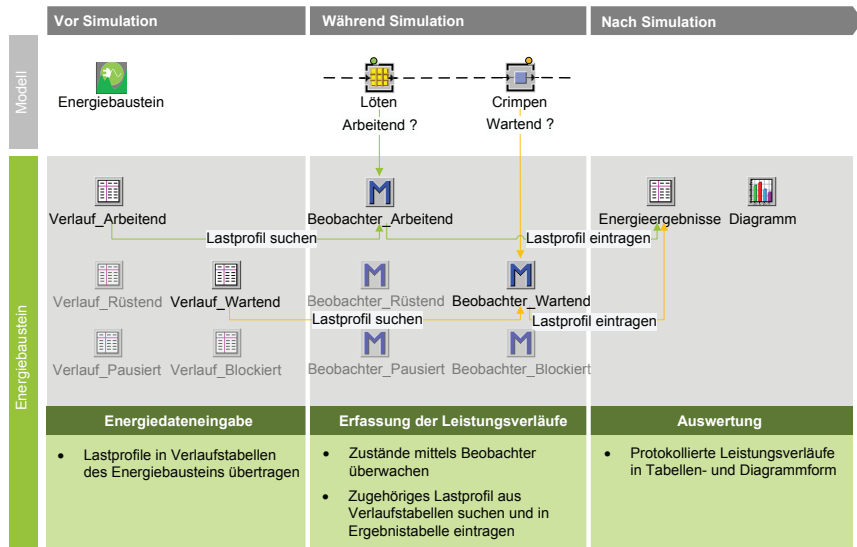 Vor Simulation
Während Simulation
Nach Simulation
Modell
Energiebaustein
Löten
Crimpen
Arbeitend ?
Wartend ?
Energiebaustein
Verlauf_Arbeitend
Beobachter_Arbeitend
Energieergebnisse
Diagramm
Lastprofil suchen
Lastprofil eintragen
Verlauf_Rüstend
Verlauf_Wartend
Beobachter_Rüstend
Beobachter_Wartend
Lastprofil suchen
Lastprofil eintragen
Verlauf_Pausiert
Verlauf_Blockiert
Beobachter_Pausiert
Beobachter_Blockiert
Energiedateneingabe
• Lastprofile in Verlaufstabellen
des Energiebausteins übertragen
Erfassung der Leistungsverläufe
• Zustände mittels Beobachter
überwachen
• Zugehöriges Lastprofil aus
Verlaufstabellen suchen und in
Ergebnistabelle eintragen
Auswertung
• Protokollierte Leistungsverläufe
in Tabellen- und Diagrammform